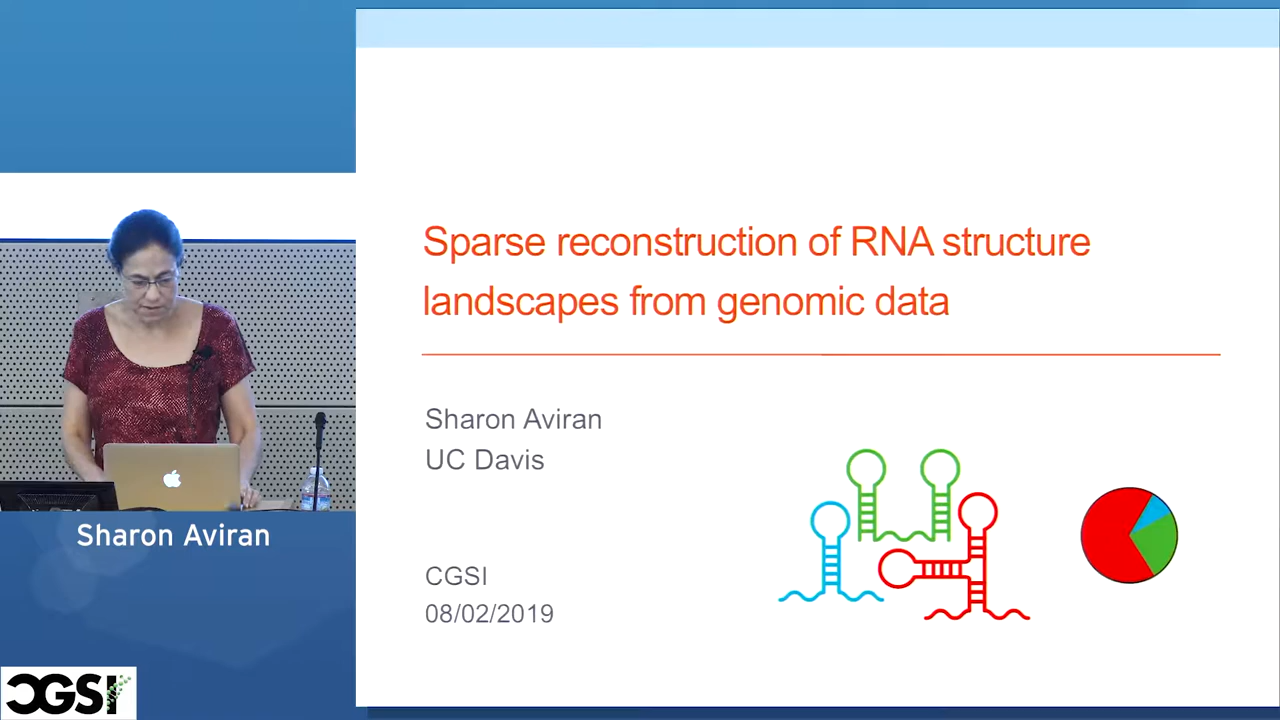 Sparse reconstruction of RNA structure
landscapes from genomic data
Sharon Aviran
UC Davis
CGSI
08/02/2019
Sharon Aviran
CGSI